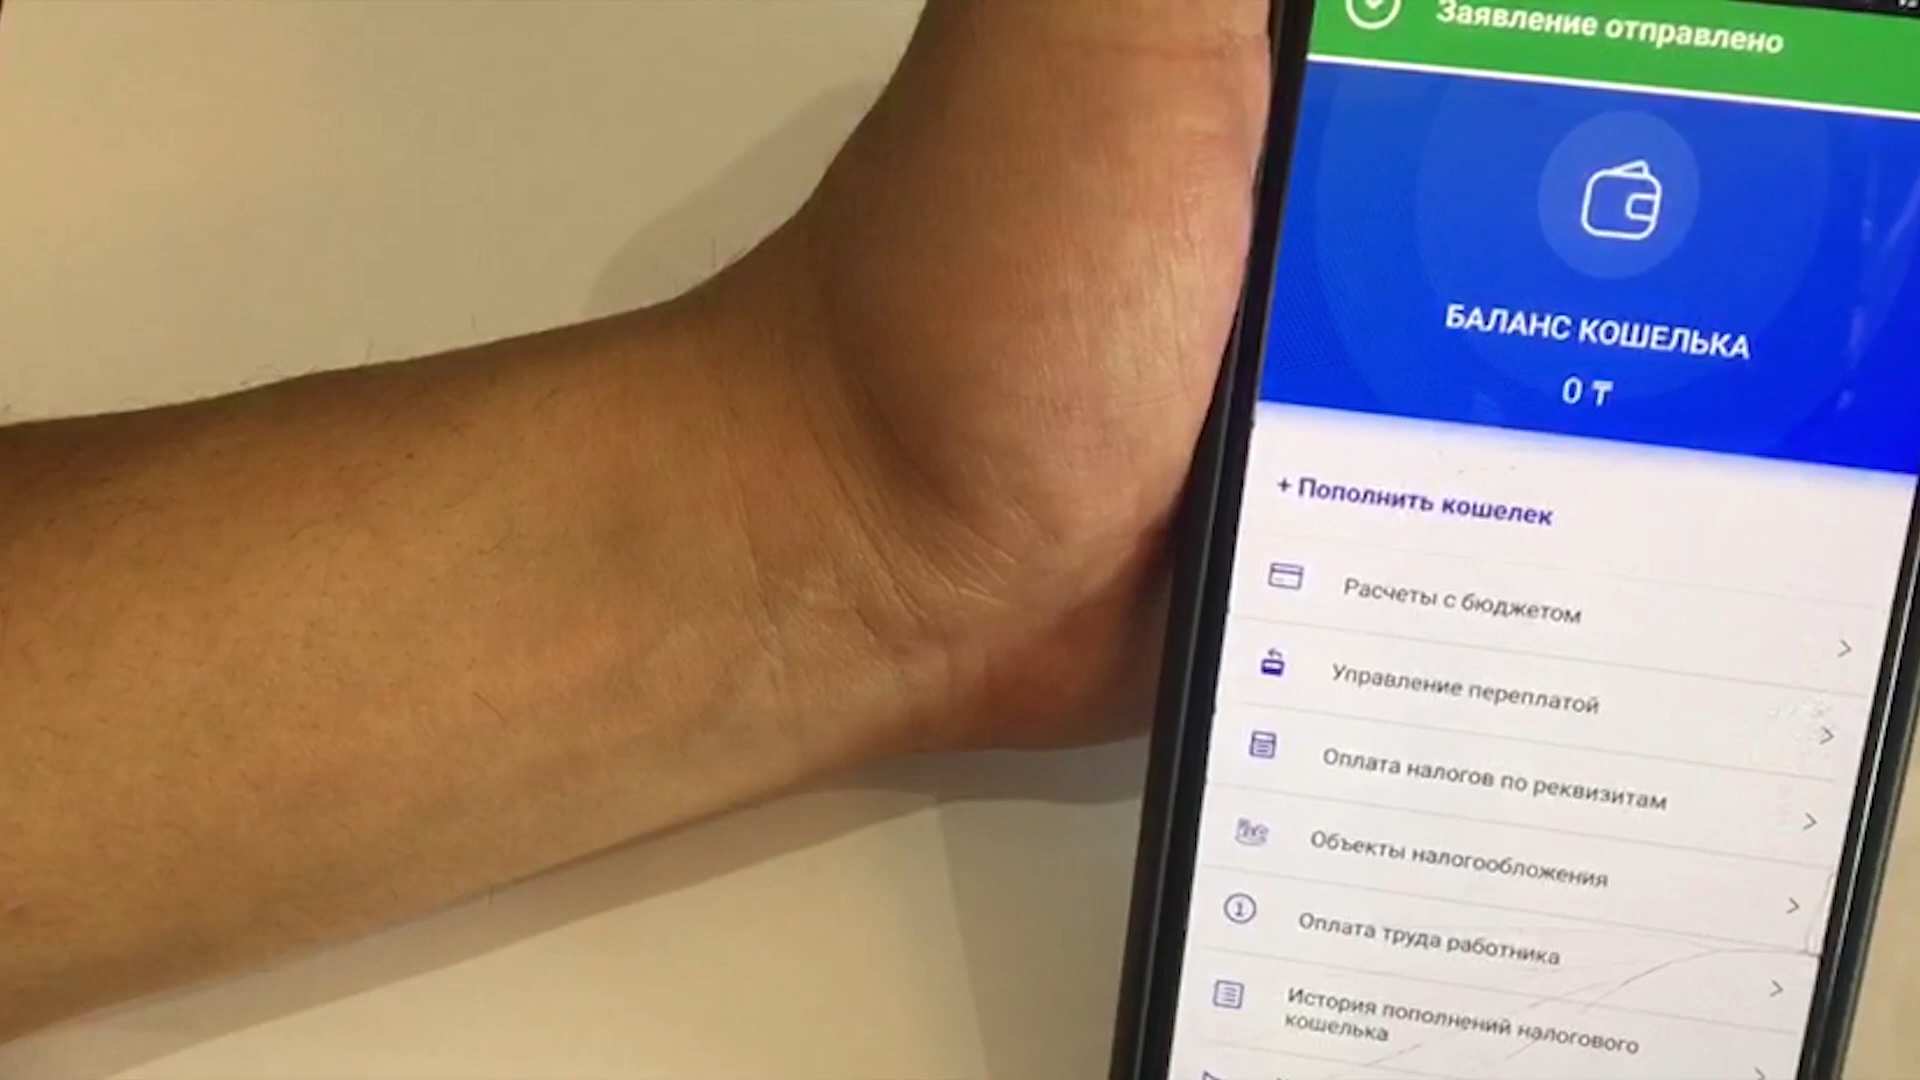 Заявление отправлено
БАЛАНС КОШЕЛЬКА
0 ₸
+ Пополнить кошелек
Расчеты с бюджетом
Управление переплатой
Оплата налогов по реквизитам
Объекты налогообложения
Оплата труда работника
История пополнений налогового
кошелька